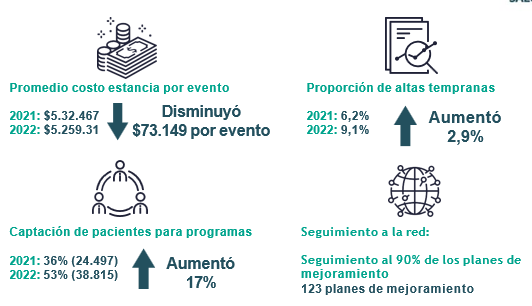 Promedio costo estancia por evento
2021: $5.32.467
2022: $5.259.31
Disminuyó
$73.149 por evento
Proporción de altas tempranas
2021: 6,2%
2022: 9,1%
Aumentó
2,9%
Captación de pacientes para programas
2021: 36% (24.497)
2022: 53% (38.815)
Aumentó
17%
Seguimiento a la red:
Seguimiento al 90% de los planes de
mejoramiento
123 planes de mejoramiento